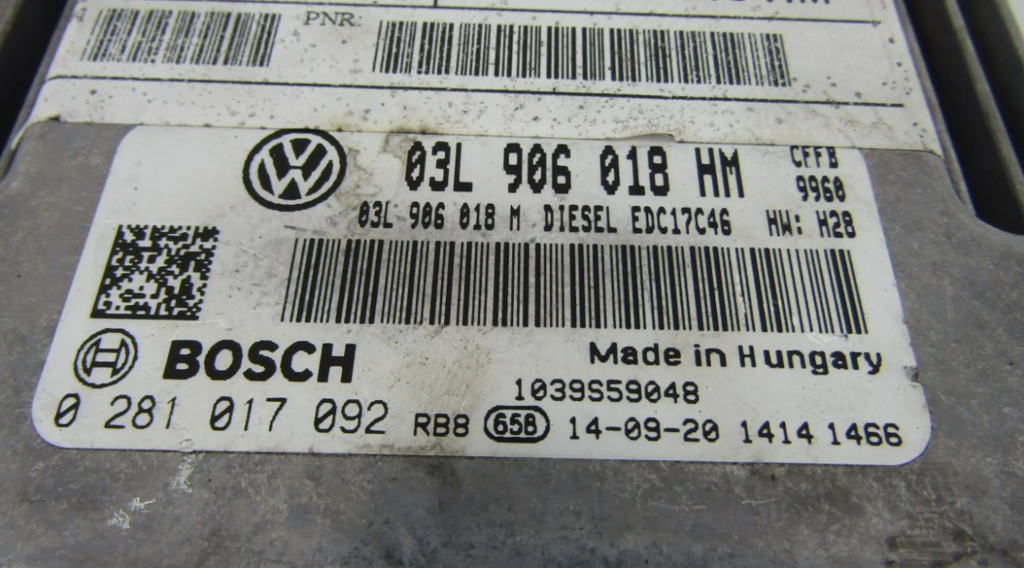 PNR:
03L 906 018 HM CFFB
9960
03L 906 018 M DIESEL EDC17C46 HW: H28
BOSCH Made in Hungary
1039S59048
0 281 017 092 RB8 658 14-09-20 1414 1466